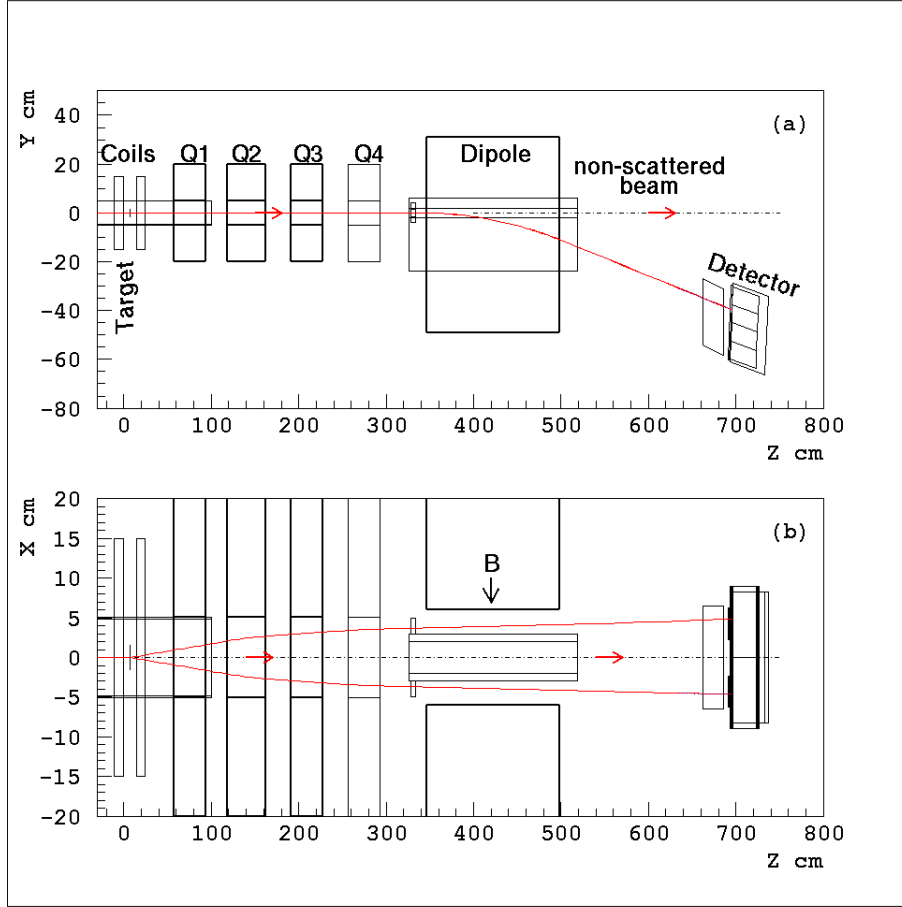 Y cm
40
20
0
-20
-40
-60
-80
(a)
Coils
Q1
Q2
Q3
Q4
Dipole
non-scattered
beam
Target
Detector
0
100
200
300
400
500
600
700
800
Z cm
X cm
20
15
10
5
0
-5
-10
-15
-20
(b)
B
0
100
200
300
400
500
600
700
800
Z cm